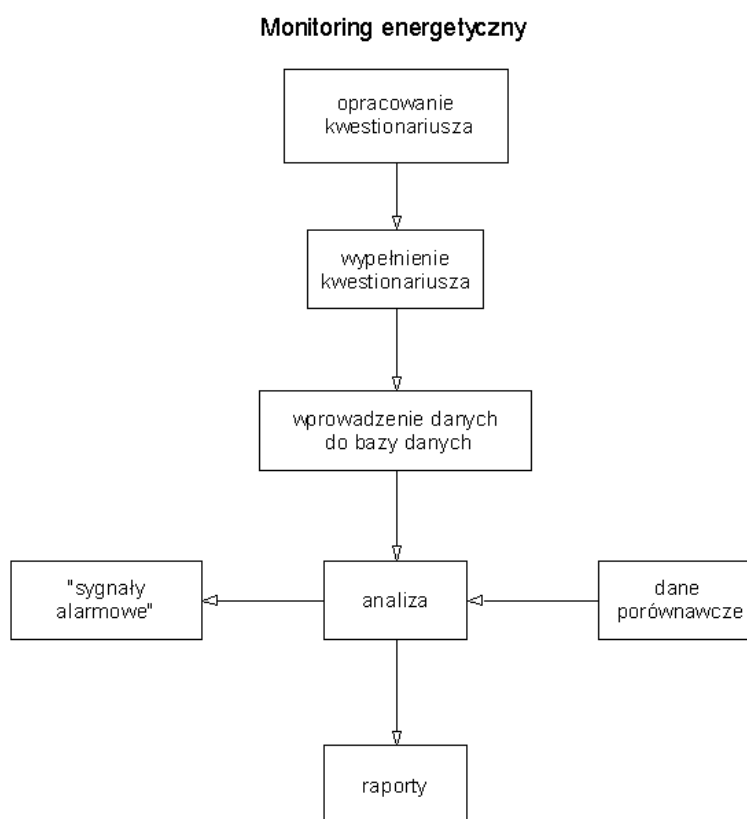 Monitoring energetyczny
opracowanie
kwestionariusza
wypełnienie
kwestionariusza
wprowadzenie danych
do bazy danych
"sygnały
alarmowe"
analiza
dane
porównawcze
raporty